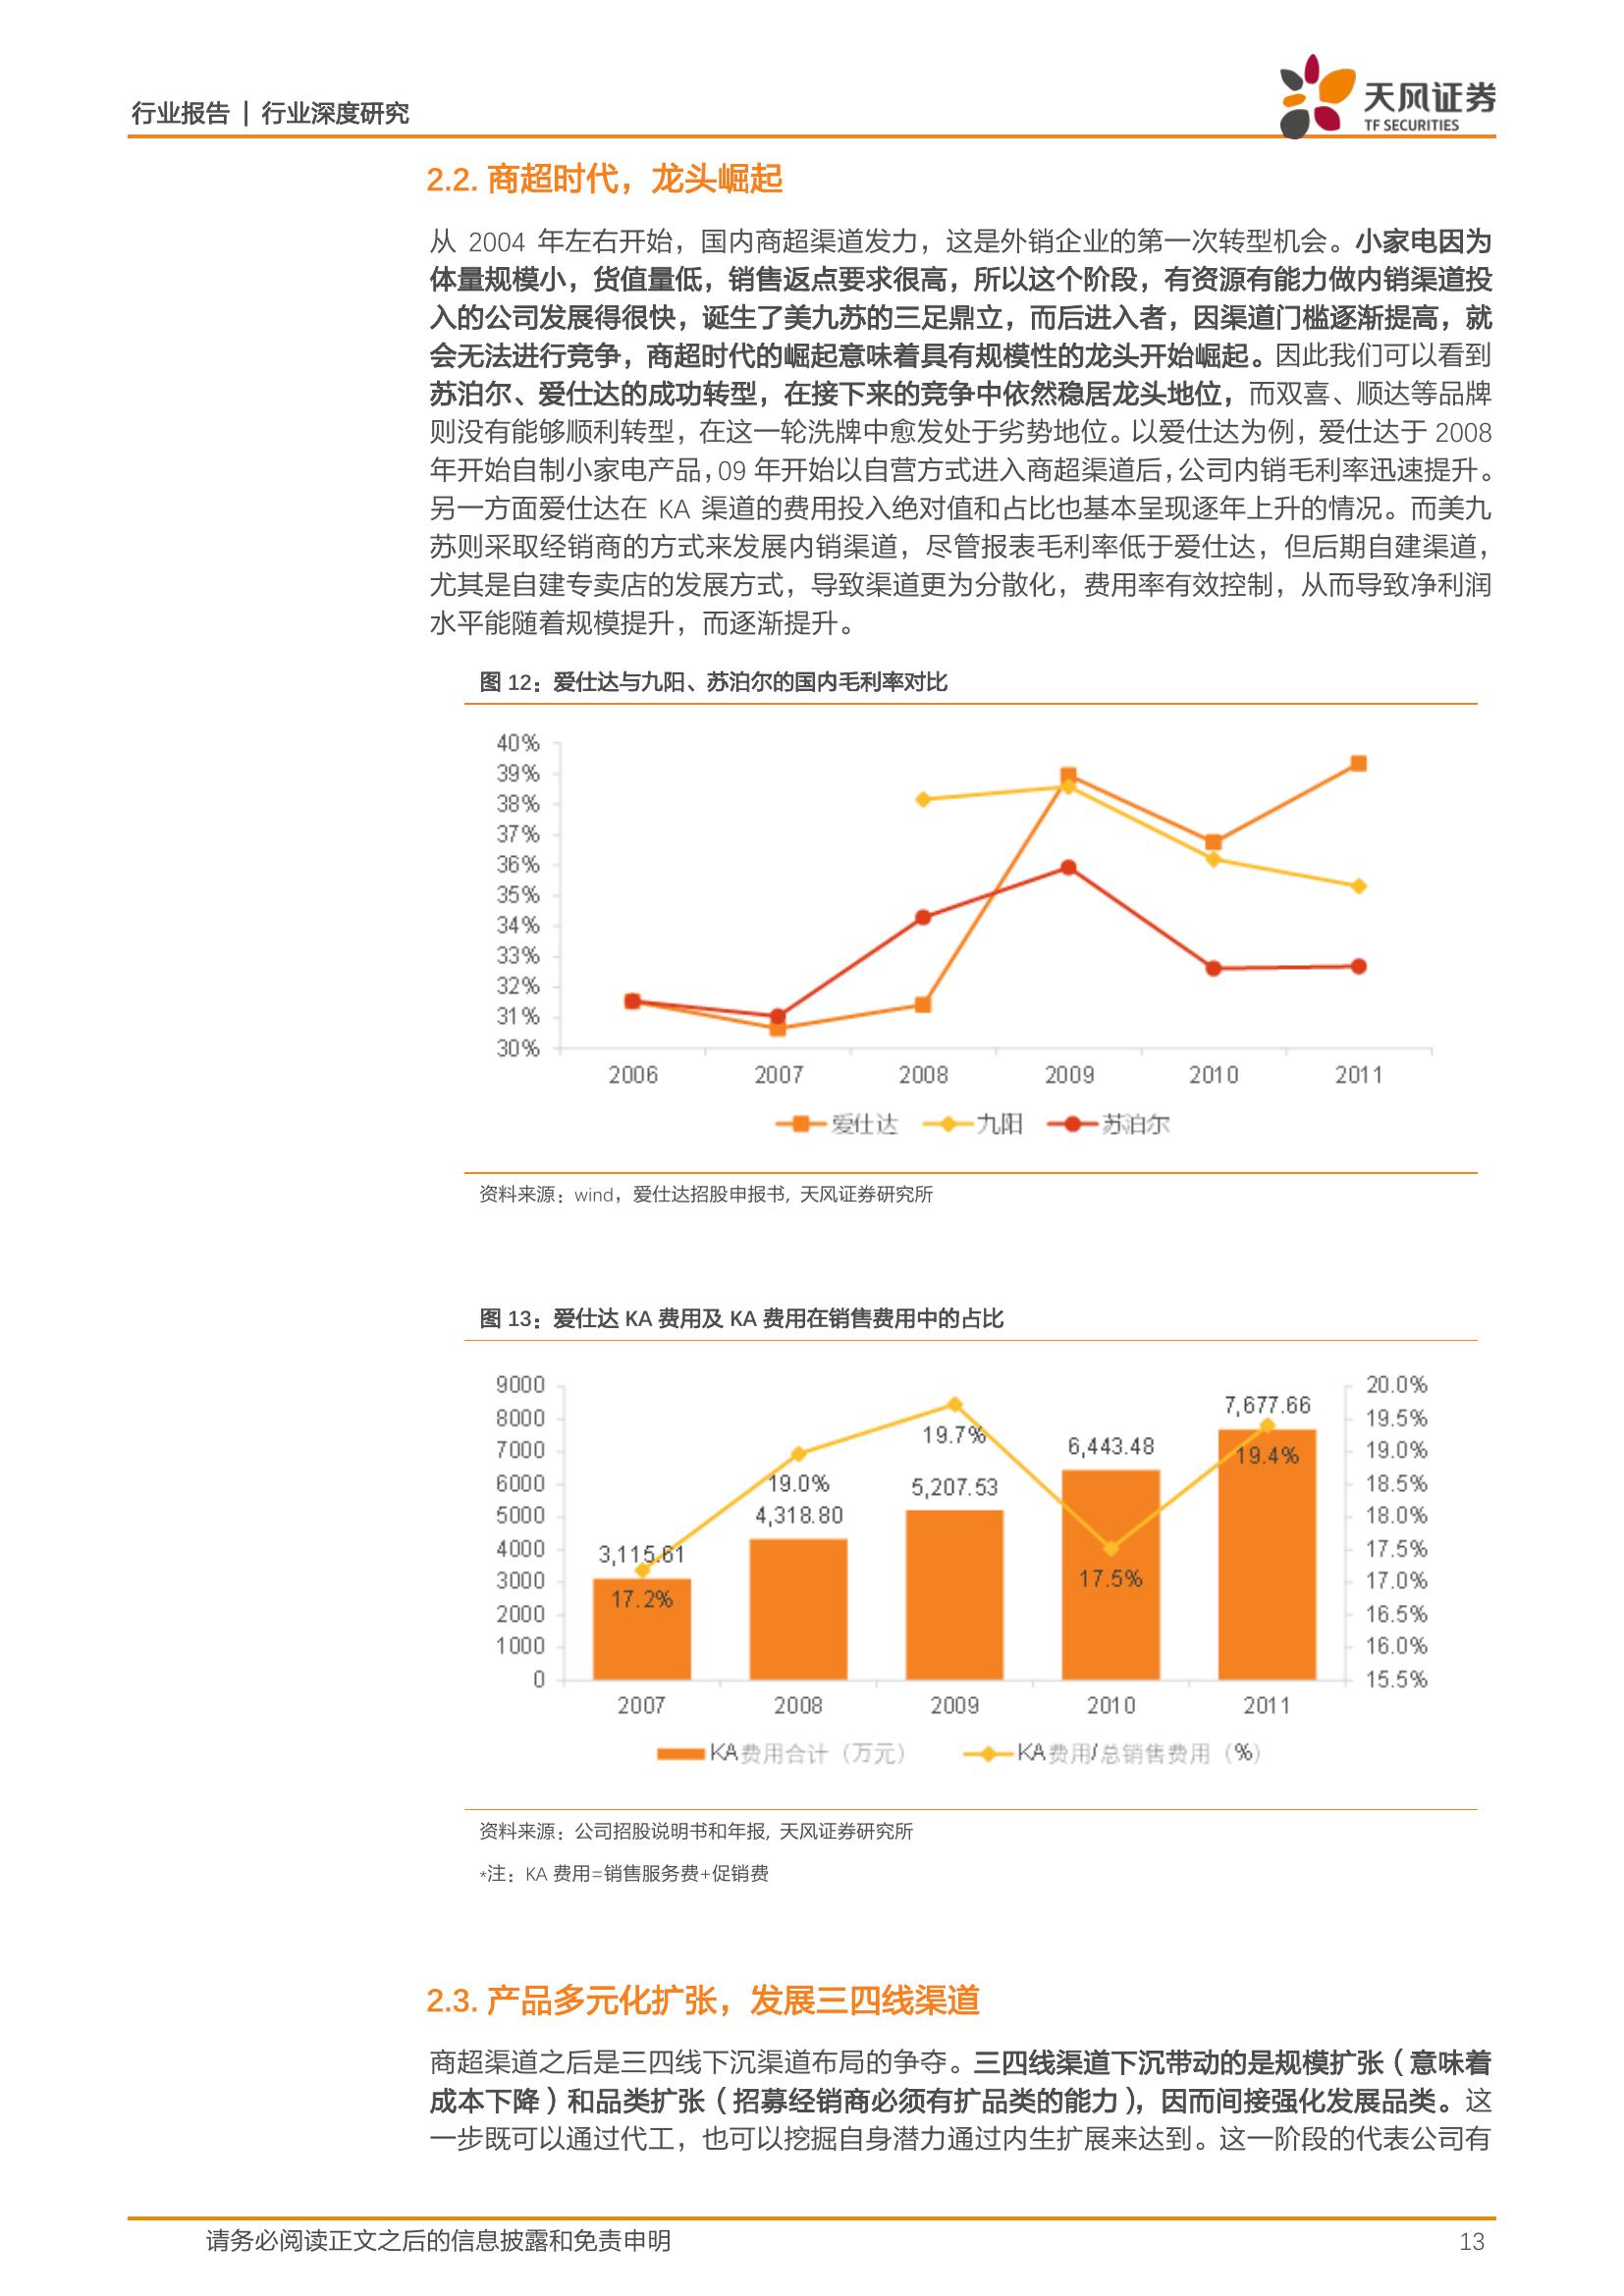 行业报告 | 行业深度研究
天风证券
TF SECURITIES
2.2. 商超时代，龙头崛起
从 2004 年左右开始，国内商超渠道发力，这是外销企业的第一次转型机会。小家电因为
体量规模小，货值量低，销售返点要求很高，所以这个阶段，有资源有能力做内销渠道投
入的公司发展得很快，诞生了美九苏的三足鼎立，而后进入者，因渠道门槛逐渐提高，就
会无法进行竞争，商超时代的崛起意味着具有规模性的龙头开始崛起。因此我们可以看到
苏泊尔、爱仕达的成功转型，在接下来的竞争中依然稳居龙头地位，而双喜、顺达等品牌
则没有能够顺利转型，在这一轮洗牌中愈发处于劣势地位。以爱仕达为例，爱仕达于 2008
年开始自制小家电产品，09 年开始以自营方式进入商超渠道后，公司内销毛利率迅速提升。
另一方面爱仕达在 KA 渠道的费用投入绝对值和占比也基本呈现逐年上升的情况。而美九
苏则采取经销商的方式来发展内销渠道，尽管报表毛利率低于爱仕达，但后期自建渠道，
尤其是自建专卖店的发展方式，导致渠道更为分散化，费用率有效控制，从而导致净利润
水平能随着规模提升，而逐渐提升。
图 12：爱仕达与九阳、苏泊尔的国内毛利率对比
40%
39%
38%
37%
36%
35%
34%
33%
32%
31%
30%
2006 2007 2008 2009 2010 2011
爱仕达 九阳 苏泊尔
资料来源：wind，爱仕达招股申报书, 天风证券研究所
图 13：爱仕达 KA 费用及 KA 费用在销售费用中的占比
9000 20.0%
7,677.66
8000 19.5%
19.7% 6,443.48
7000 19.0%
19.4%
6000 19.0% 5,207.53 18.5%
5000 4,318.80 18.0%
4000 3,115.61 17.5%
3000 17.5% 17.0%
17.2%
2000 16.5%
1000 16.0%
0 15.5%
2007 2008 2009 2010 2011
KA费用合计（万元） KA费用/总销售费用（%）
资料来源：公司招股说明书和年报, 天风证券研究所
*注：KA 费用=销售服务费+促销费
2.3. 产品多元化扩张，发展三四线渠道
商超渠道之后是三四线下沉渠道布局的争夺。三四线渠道下沉带动的是规模扩张（意味着
成本下降）和品类扩张（招募经销商必须有扩品类的能力），因而间接强化发展品类。这
一步既可以通过代工，也可以挖掘自身潜力通过内生扩展来达到。这一阶段的代表公司有
请务必阅读正文之后的信息披露和免责申明 13